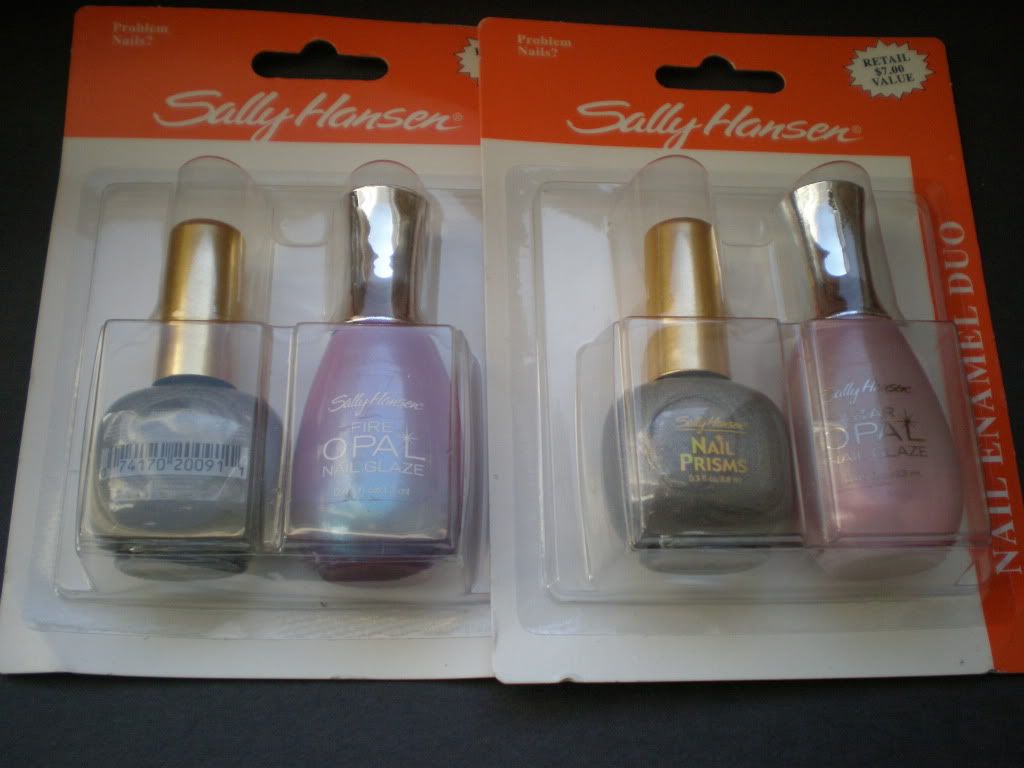 Problem
Nails?
Sally Hansen®
74170 20091 1
Sally Hansen
FIRE
OPAL
NAIL GLAZE
Problem
Nails?
RETAIL
$7.00
VALUE
Sally Hansen®
Sally Hansen
NAIL
PRISMS
Sally Hansen
OPAL
NAIL GLAZE
NAIL ENAMEL DUO